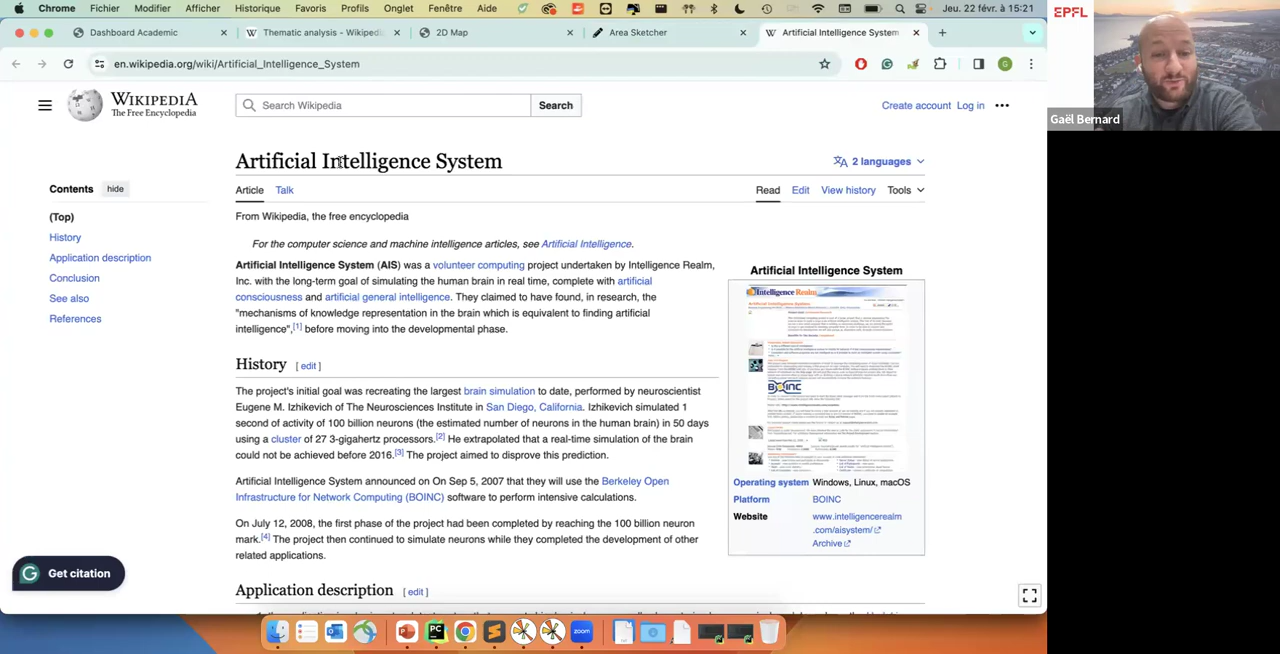 Chrome Fichier Modifier Afficher Historique Favoris Profils Onglet Fenêtre Aide Jeu. 22 févr à 15:21
Dashboard Academic
Thematic analysis - Wikipedi
2D Map
Area Sketcher
Artificial Intelligence System
en.wikipedia.org/wiki/Artificial_Intelligence_System
WIKIPEDIA
The Free Encyclopedia
Search Wikipedia
Search
Create account Log in
Artificial Intelligence System
2 languages
Contents hide
(Top)
History
Application description
Conclusion
See also
References
Article Talk
Read Edit View history Tools
From Wikipedia, the free encyclopedia
For the computer science and machine intelligence articles, see Artificial Intelligence.
Artificial Intelligence System (AIS) was a volunteer computing project undertaken by Intelligence Realm,
Inc. with the long-term goal of simulating the human brain in real time, complete with artificial
consciousness and artificial general intelligence. They claimed to have found, in research, the
"mechanisms of knowledge representation in the brain which is equivalent to finding artificial
intelligence",[1] before moving into the developmental phase.
History [ edit ]
The project's initial goal was recreating the largest brain simulation to date, performed by neuroscientist
Eugene M. Izhikevich of The Neurosciences Institute in San Diego, California. Izhikevich simulated 1
second of activity of 100 billion neurons (the estimated number of neurons in the human brain) in 50 days
using a cluster of 27 3-gigahertz processors.[2] He extrapolated that a real-time simulation of the brain
could not be achieved before 2016.[3] The project aimed to disprove this prediction.
Artificial Intelligence System announced on On Sep 5, 2007 that they will use the Berkeley Open
Infrastructure for Network Computing (BOINC) software to perform intensive calculations.
On July 12, 2008, the first phase of the project had been completed by reaching the 100 billion neuron
mark.[4] The project then continued to simulate neurons while they completed the development of other
related applications.
Application description [ edit ]
Artificial Intelligence System
Intelligence Realm
BOINC
Operating system Windows, Linux, macOS
Platform BOINC
Website www.intelligencerealm
.com/aisystem/
Archive
Get citation
zoom
EPFL
Gaël Bernard